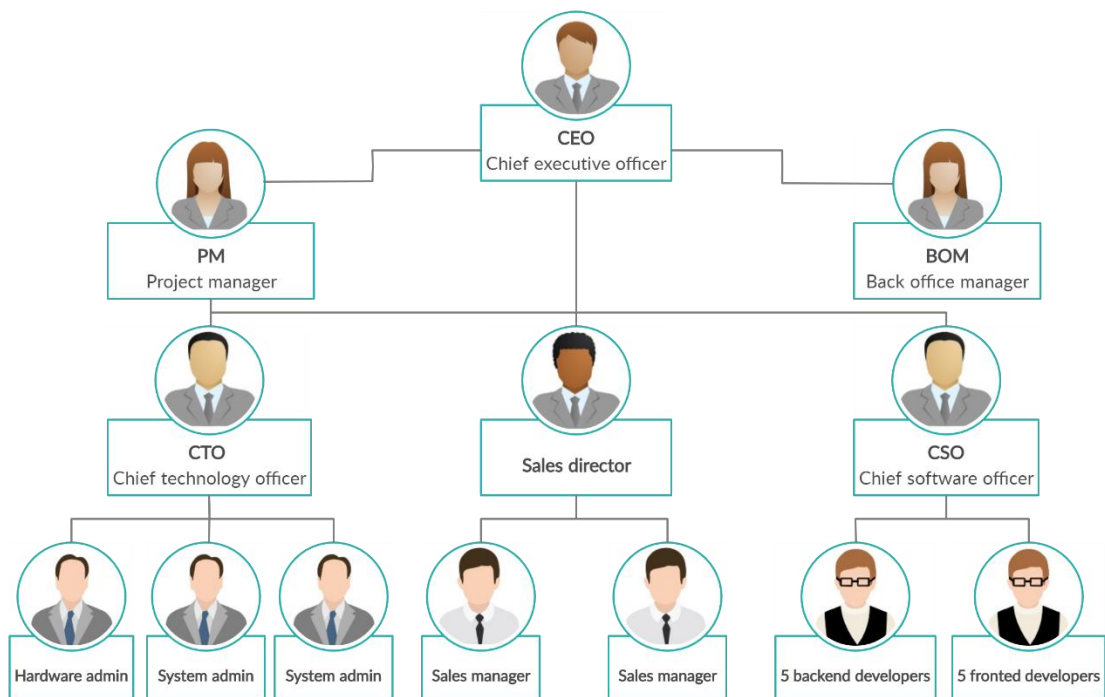 CEO
Chief executive officer
PM
Project manager
BOM
Back office manager
CTO
Chief technology officer
Sales director
CSO
Chief software officer
Hardware admin
System admin
System admin
Sales manager
Sales manager
5 backend developers
5 fronted developers